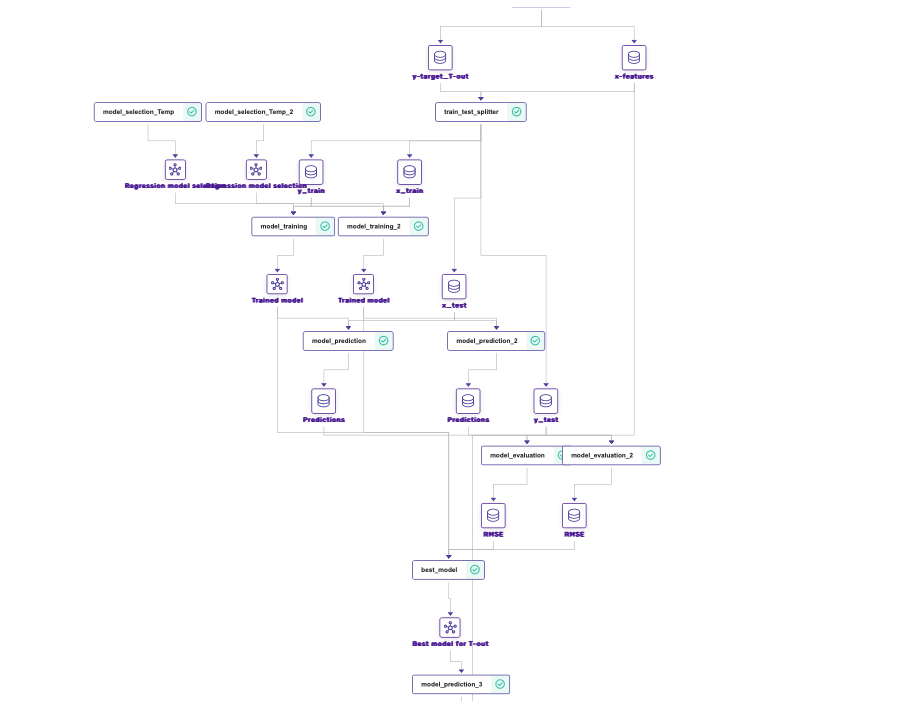 y-target_T-out
x-features
model_selection_Temp
model_selection_Temp_2
train_test_splitter
Regression model selection
Regression model selection
y_train
x_train
model_training
model_training_2
Trained model
Trained model
x_test
model_prediction
model_prediction_2
Predictions
Predictions
y_test
model_evaluation
model_evaluation_2
RMSE
RMSE
best_model
Best model for T-out
model_prediction_3